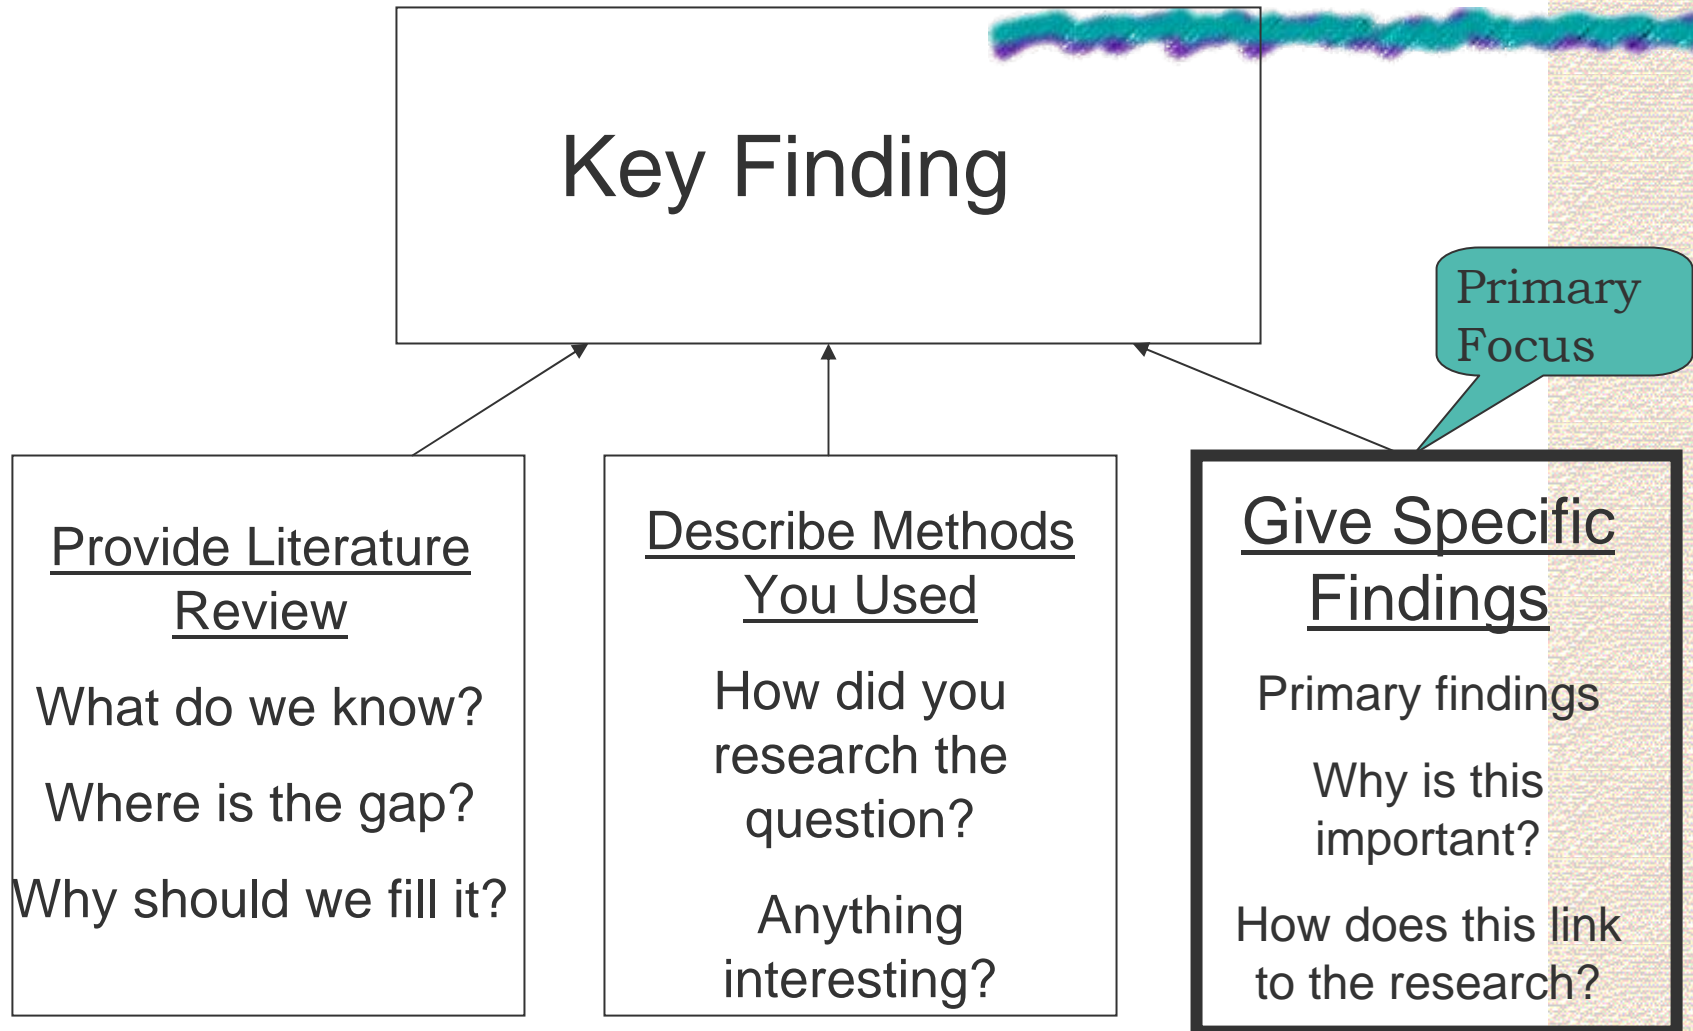 Key Finding
Primary
Focus
Provide Literature
Review
What do we know?
Where is the gap?
Why should we fill it?
Describe Methods
You Used
How did you
research the
question?
Anything
interesting?
Give Specific
Findings
Primary findings
Why is this
important?
How does this link
to the research?